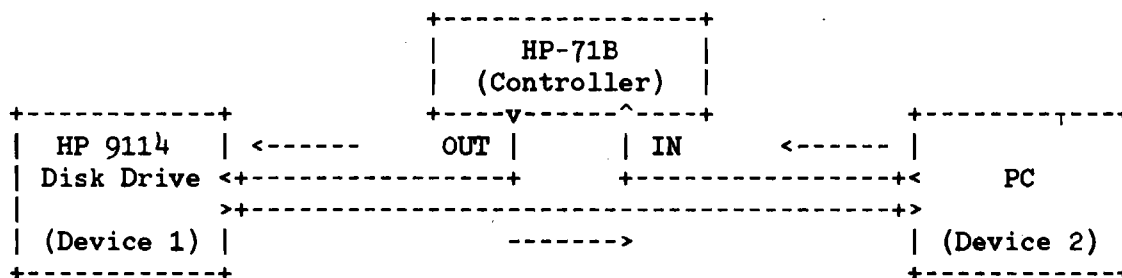 HP-71B
(Controller)
HP 9114
OUT
IN
Disk Drive
PC
(Device 1)
(Device 2)